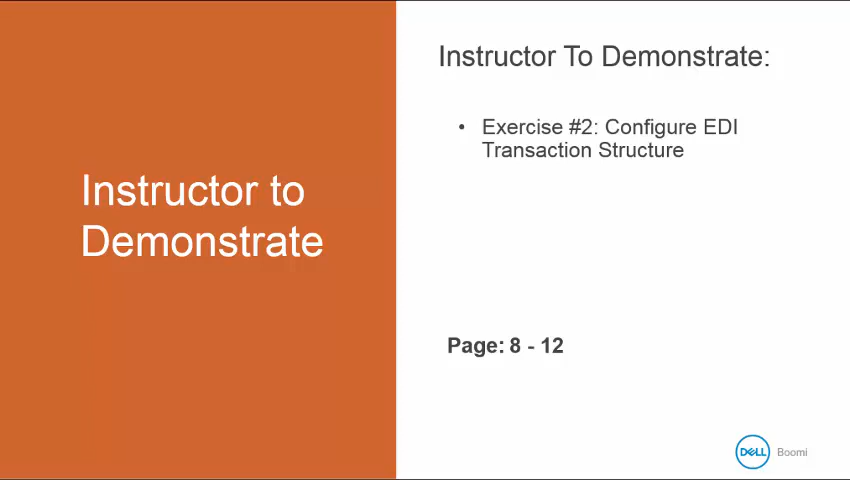 Instructor to
Demonstrate
Instructor To Demonstrate:
• Exercise #2: Configure EDI
Transaction Structure
Page: 8 - 12
DELL Boomi